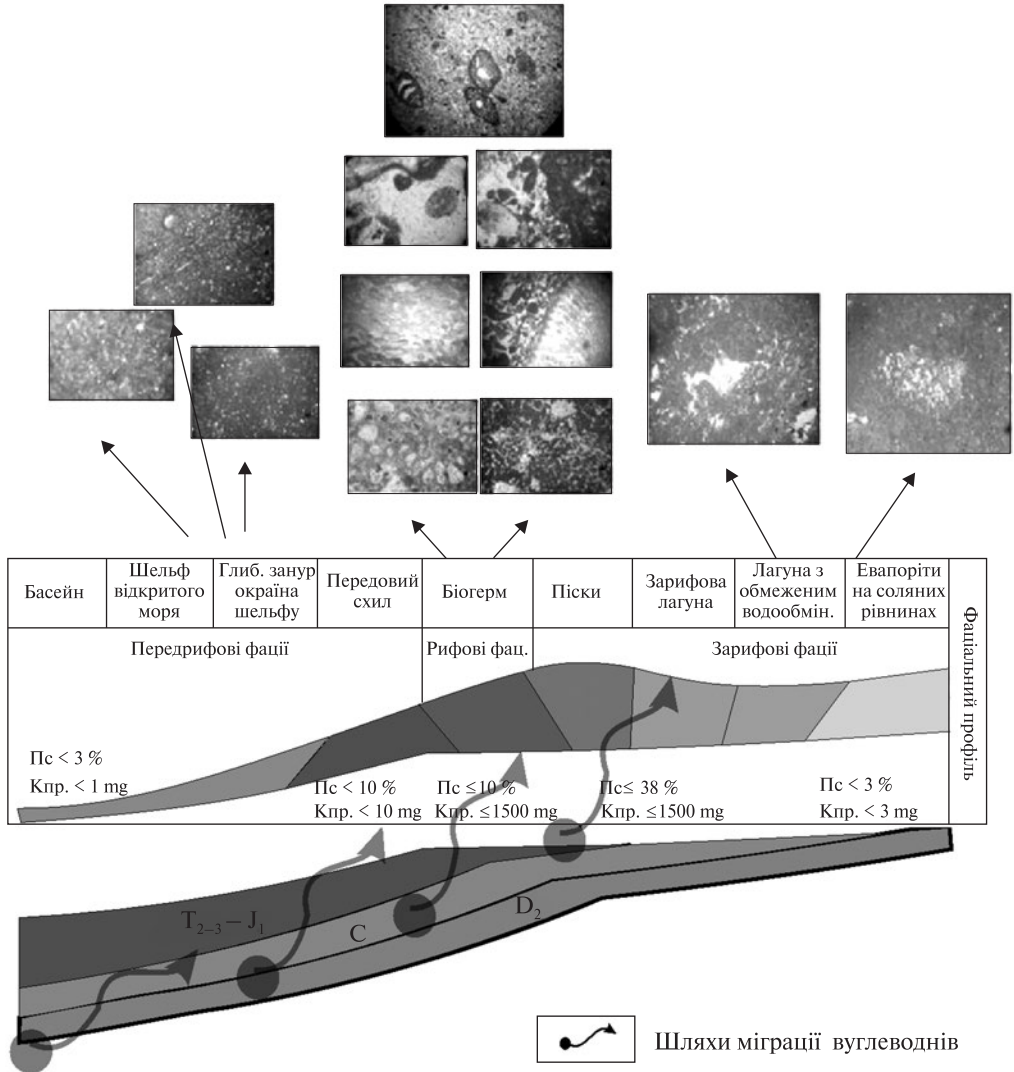 Басейн
Шельф
відкритого
моря
Глиб. занур.
окраїна
шельфу
Передовий
схил
Біогерм
Піски
Зарифова
лагуна
Лагуна з
обмеженим
водообмін.
Евапоріти
на соляних
рівнинах
Фаціальний профіль
Передрифові фації
Рифові фац.
Зарифові фації
Пс < 3 %
Кпр. < 1 mg
Пс < 10 %
Кпр. < 10 mg
Пс ≤10 %
Кпр. ≤1500 mg
Пс≤ 38 %
Кпр. ≤1500 mg
Пс < 3 %
Кпр. < 3 mg
T₂₋₃ – J₁
C
D₂
Шляхи міграції вуглеводнів